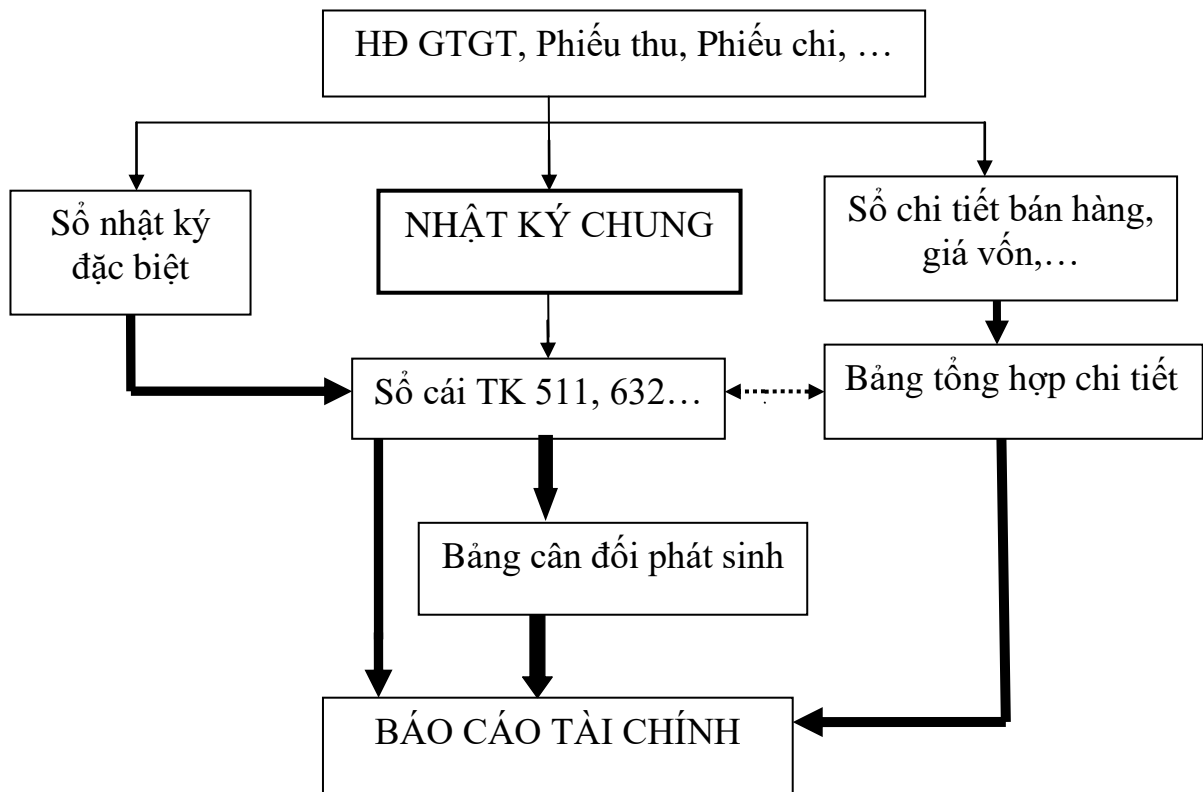 HĐ GTGT, Phiếu thu, Phiếu chi, …
Sổ nhật ký
đặc biệt
NHẬT KÝ CHUNG
Sổ chi tiết bán hàng,
giá vốn,…
Sổ cái TK 511, 632…
Bảng tổng hợp chi tiết
Bảng cân đối phát sinh
BÁO CÁO TÀI CHÍNH